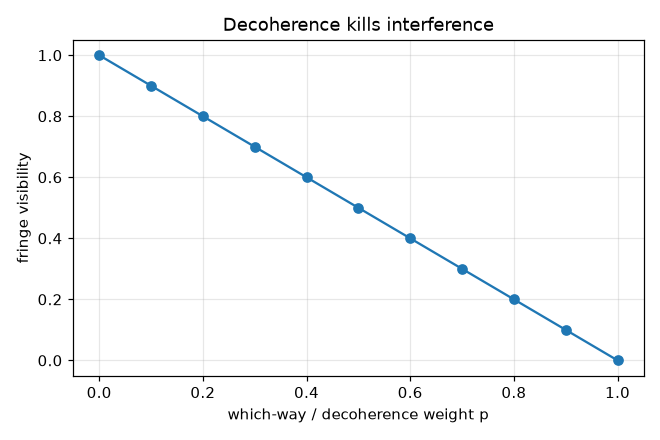 Decoherence kills interference
fringe visibility
1.0
0.8
0.6
0.4
0.2
0.0
0.0 0.2 0.4 0.6 0.8 1.0
which-way / decoherence weight p